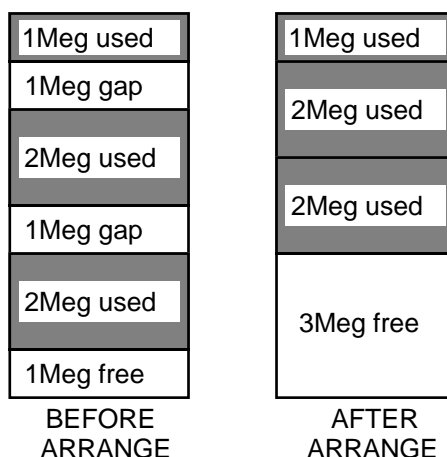 1Meg used
1Meg gap
2Meg used
1Meg gap
2Meg used
1Meg free
BEFORE
ARRANGE
1Meg used
2Meg used
2Meg used
3Meg free
AFTER
ARRANGE